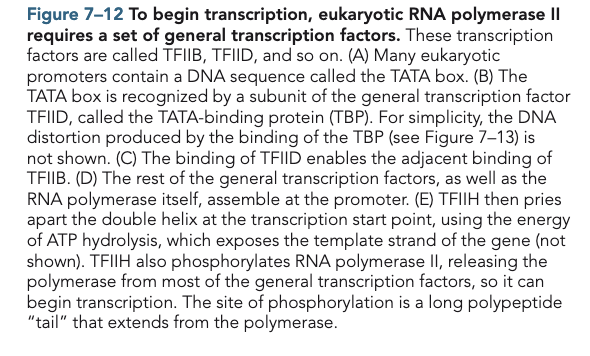 Figure 7–12 To begin transcription, eukaryotic RNA polymerase II
requires a set of general transcription factors. These transcription
factors are called TFIIB, TFIID, and so on. (A) Many eukaryotic
promoters contain a DNA sequence called the TATA box. (B) The
TATA box is recognized by a subunit of the general transcription factor
TFIID, called the TATA-binding protein (TBP). For simplicity, the DNA
distortion produced by the binding of the TBP (see Figure 7–13) is
not shown. (C) The binding of TFIID enables the adjacent binding of
TFIIB. (D) The rest of the general transcription factors, as well as the
RNA polymerase itself, assemble at the promoter. (E) TFIIH then pries
apart the double helix at the transcription start point, using the energy
of ATP hydrolysis, which exposes the template strand of the gene (not
shown). TFIIH also phosphorylates RNA polymerase II, releasing the
polymerase from most of the general transcription factors, so it can
begin transcription. The site of phosphorylation is a long polypeptide
“tail” that extends from the polymerase.